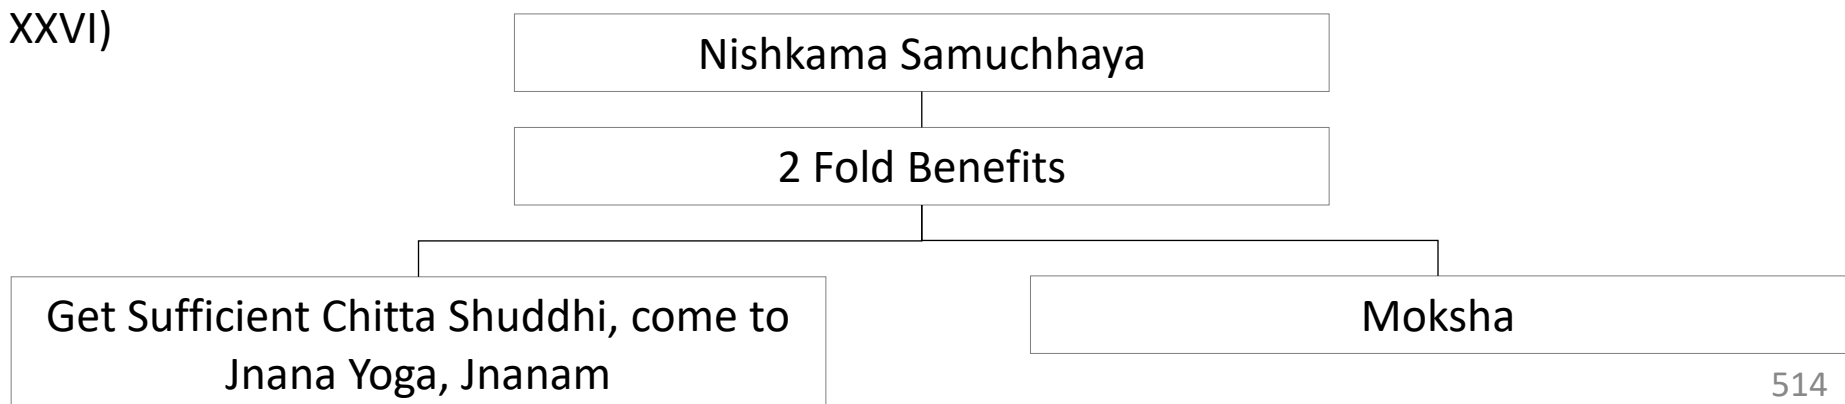 XXVI)
Nishkama Samuchhaya
2 Fold Benefits
Get Sufficient Chitta Shuddhi, come to
Jnana Yoga, Jnanam
Moksha
514